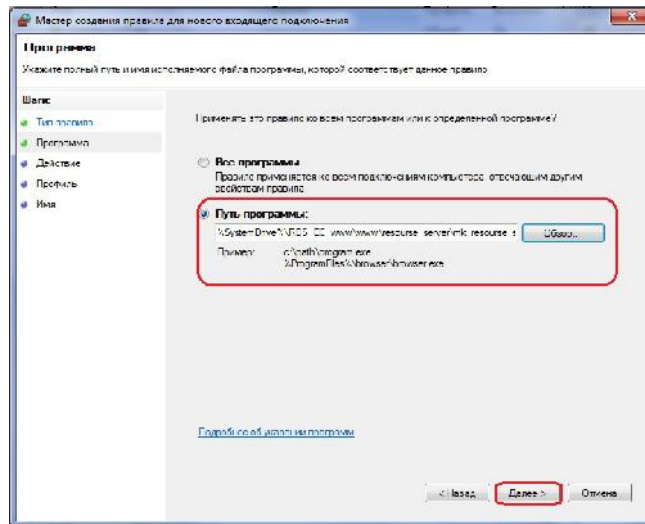 Мастер создания правила для нового входящего подключения
Программа
Укажите полный путь и имя исполняемого файла программы, которой соответствует данное правило
Шаги:
Тип правила
Программа
Действие
Профиль
Имя
Применять это правило ко всем программам или к определенной программе?
Все программы
Правило применяется ко всем подключениям компьютера, отвечающим другим
свойствам правила.
Путь программы:
Обзор...
Пример:
c:\path\program.exe
%ProgramFiles%\browser\browser.exe
Подробнее об указании программ
< Назад
Далее >
Отмена